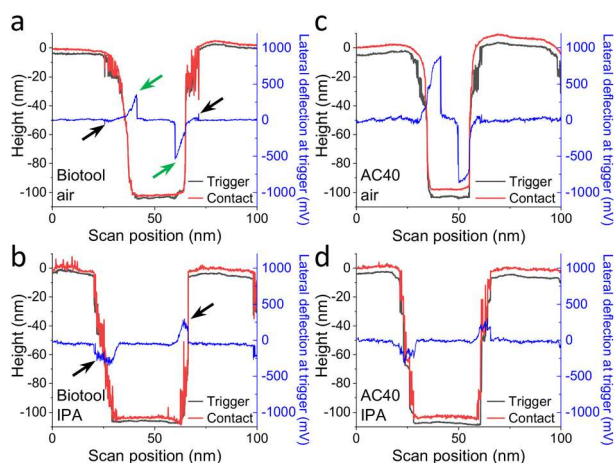 a
0
-20
-40
-60
-80
-100
Height (nm)
Biotool
air
Trigger
Contact
0
50
100
Scan position (nm)
1000
500
0
-500
-1000
Lateral deflection at trigger
(mV)
c
0
-20
-40
-60
-80
-100
Height (nm)
AC40
air
Trigger
Contact
0
50
100
Scan position (nm)
1000
500
0
-500
-1000
Lateral deflection at trigger
(mV)
b
0
-20
-40
-60
-80
-100
Height (nm)
Biotool
IPA
Trigger
Contact
0
50
100
Scan position (nm)
1000
500
0
-500
-1000
Lateral deflection at trigger
(mV)
d
0
-20
-40
-60
-80
-100
Height (nm)
AC40
IPA
Trigger
Contact
0
50
100
Scan position (nm)
1000
500
0
-500
-1000
Lateral deflection at trigger
(mV)